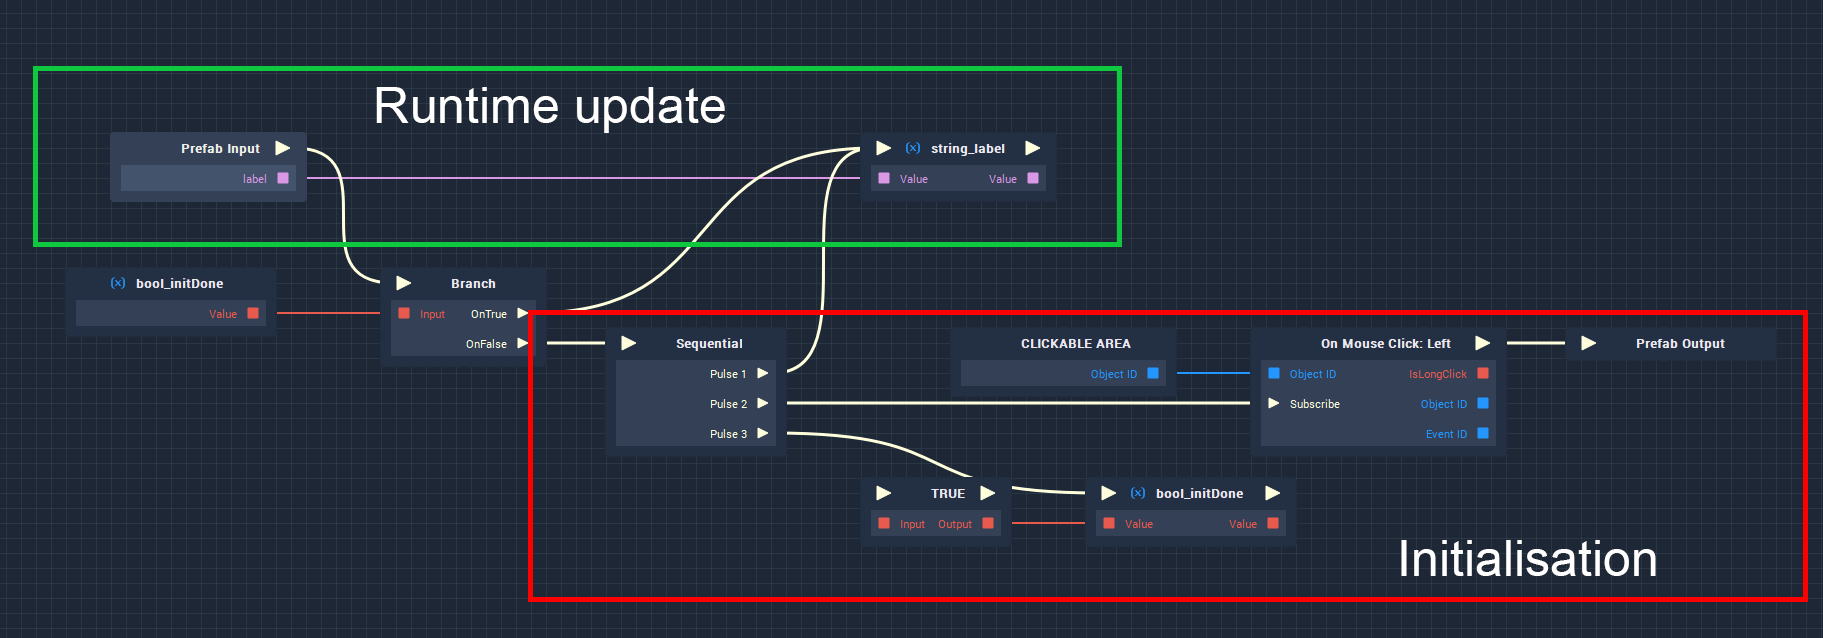 Runtime update
Prefab Input
label
(x) string_label
Value Value
(x) bool_initDone
Value
Branch
Input OnTrue
OnFalse
Sequential
Pulse 1
Pulse 2
Pulse 3
CLICKABLE AREA
Object ID
On Mouse Click: Left
Object ID IsLongClick
Subscribe Object ID
Event ID
Prefab Output
TRUE
Input Output
(x) bool_initDone
Value Value
Initialisation